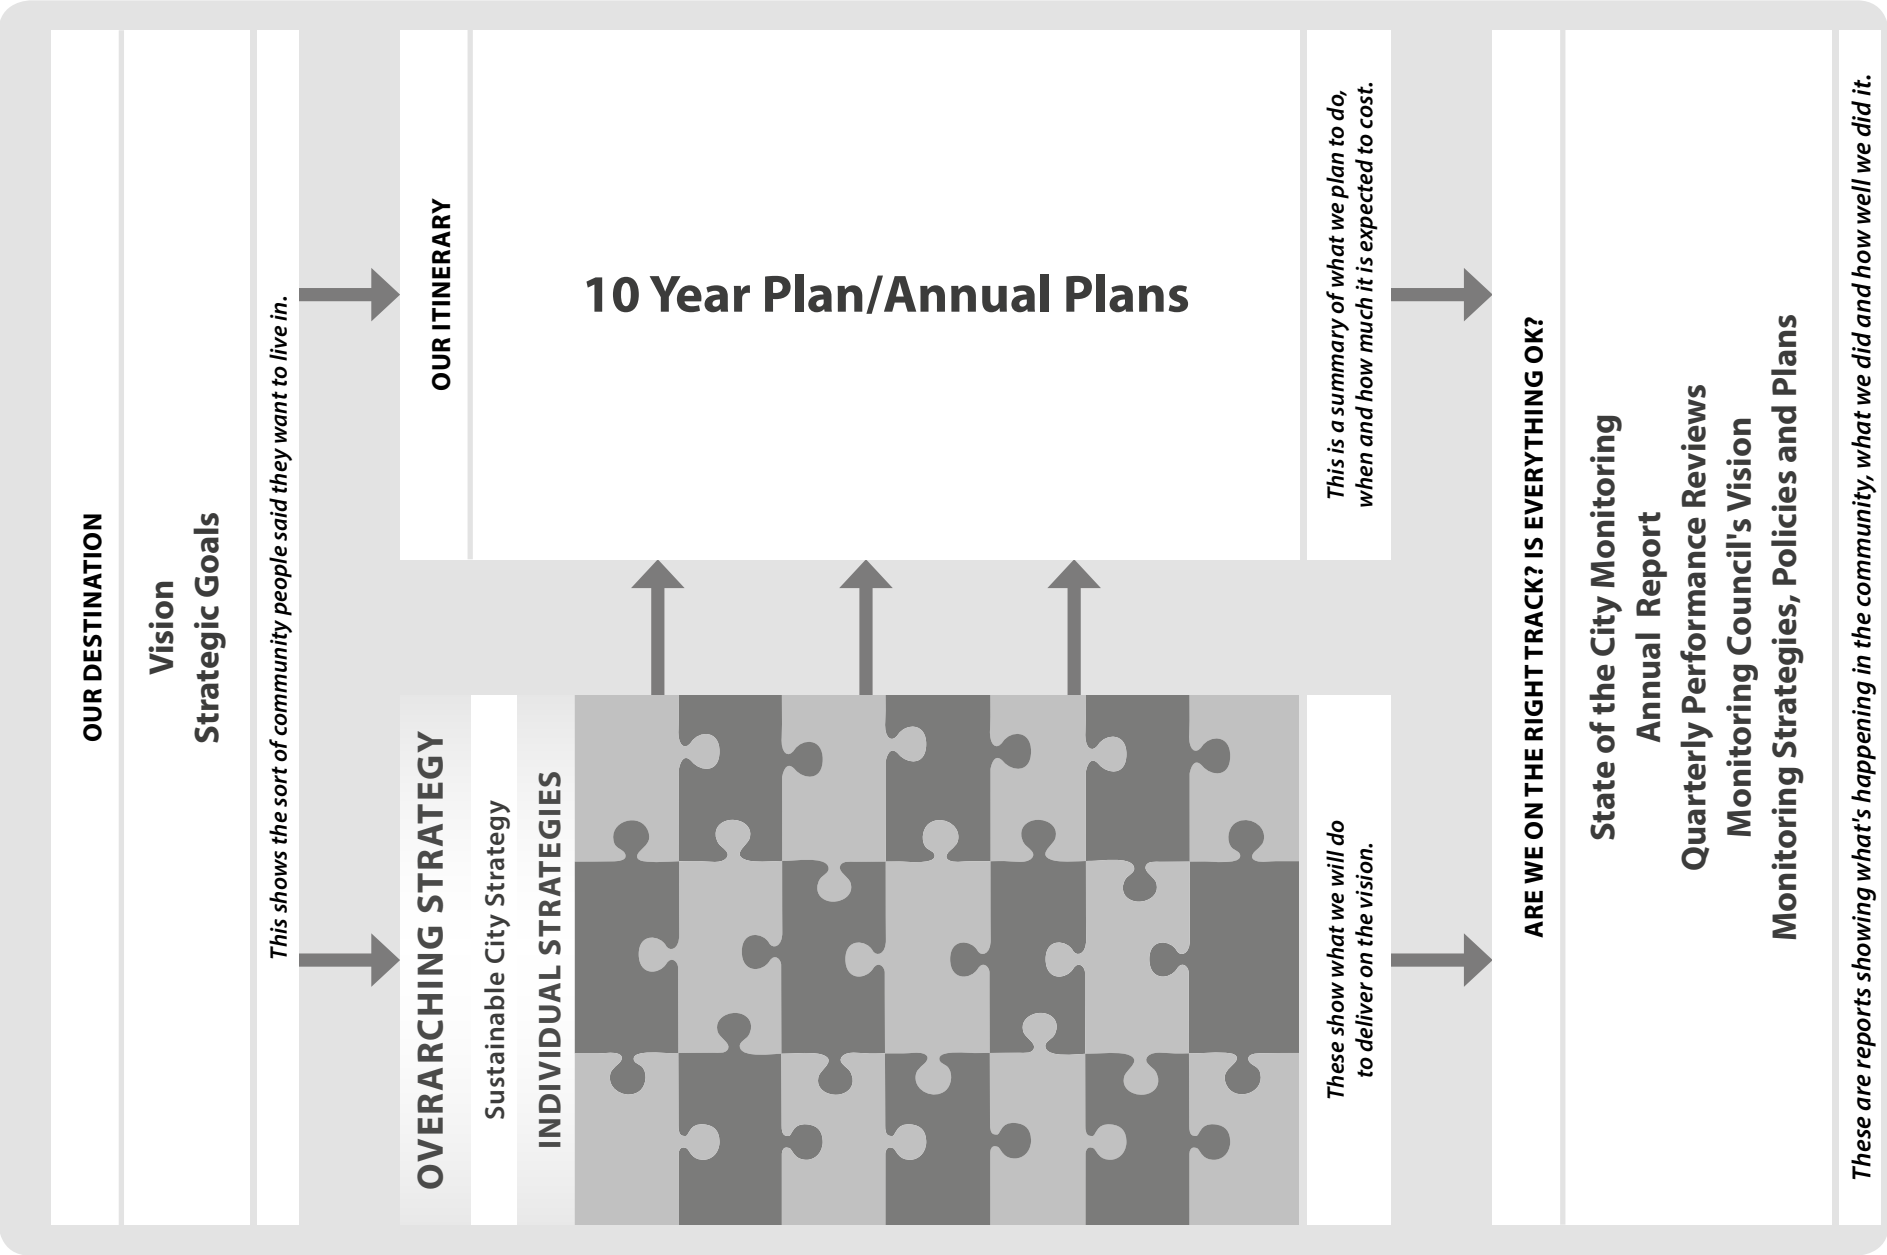 OUR DESTINATION
Vision
Strategic Goals
This shows the sort of community people said they want to live in.
OUR ITINERARY
10 Year Plan/Annual Plans
This is a summary of what we plan to do,
when and how much it is expected to cost.
OVERARCHING STRATEGY
Sustainable City Strategy
INDIVIDUAL STRATEGIES
These show what we will do
to deliver on the vision.
ARE WE ON THE RIGHT TRACK? IS EVERYTHING OK?
State of the City Monitoring
Annual Report
Quarterly Performance Reviews
Monitoring Council's Vision
Monitoring Strategies, Policies and Plans
These are reports showing what's happening in the community, what we did and how well we did it.